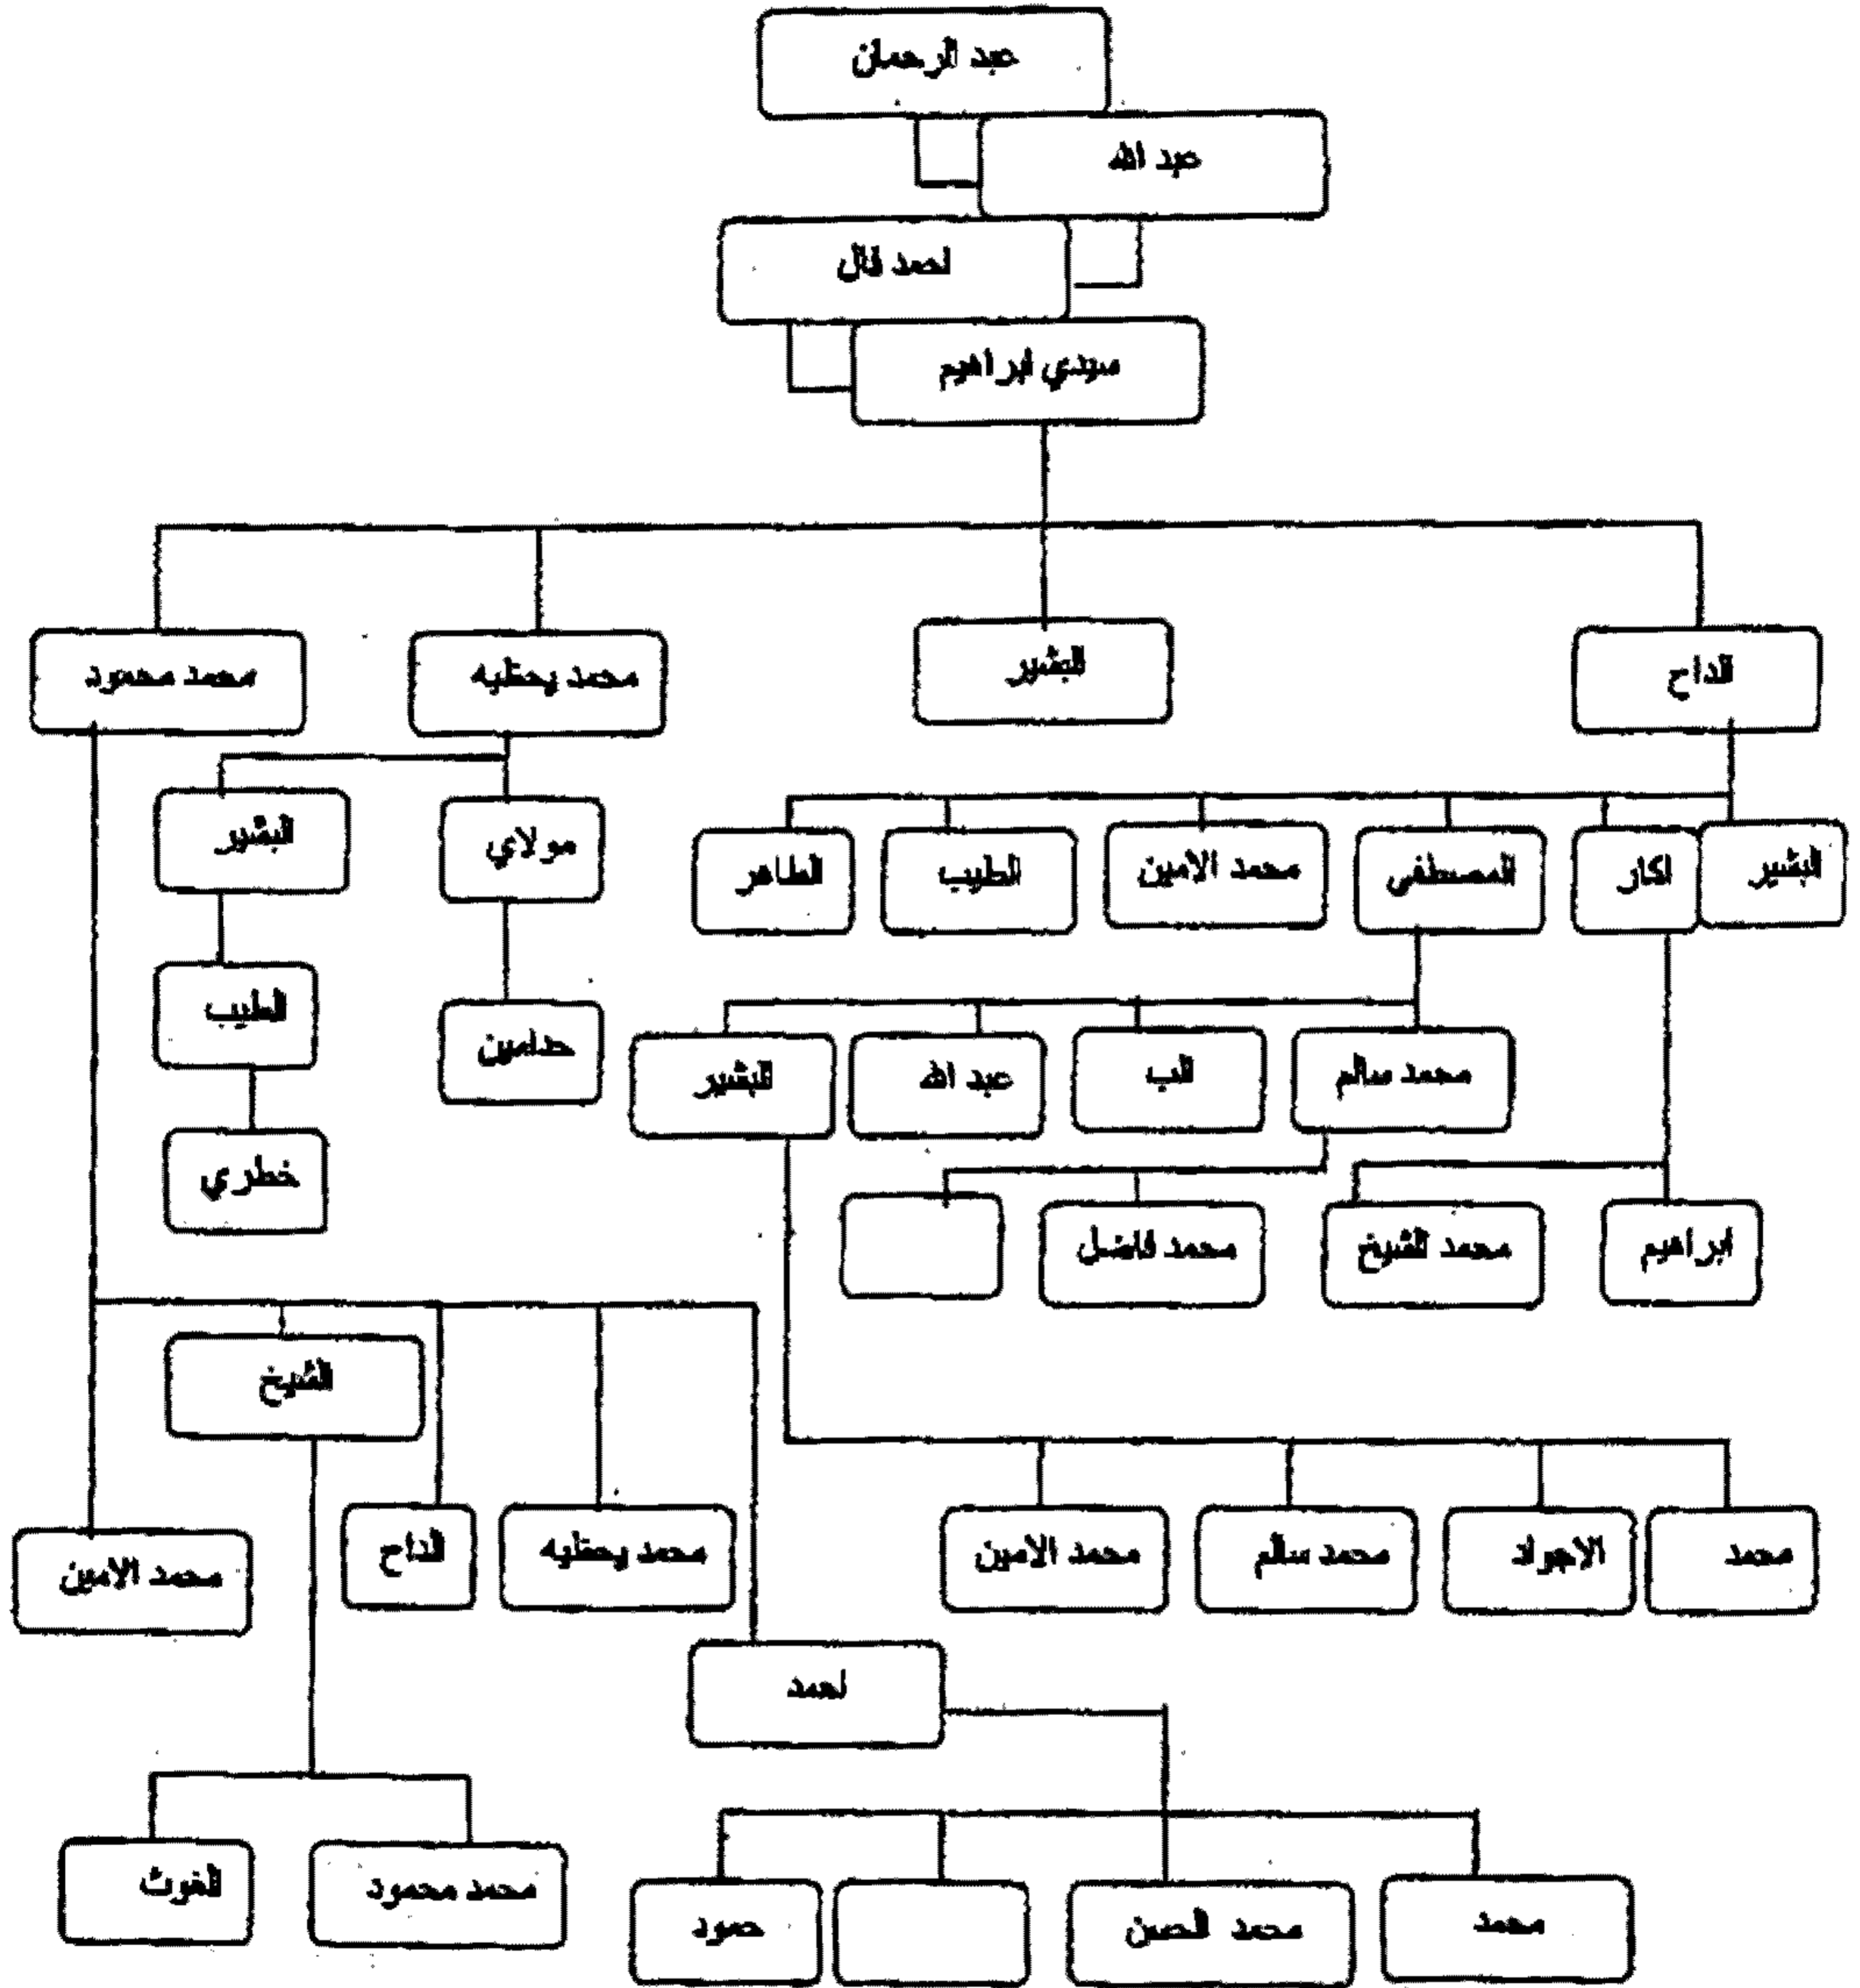 عبد الرحمان
عبد الله
احمد فال
سيدي ابراهيم
الداح
البشير
محمد يحظيه
محمد محمود
البشير
اكار
المصطفى
محمد الامين
الطيب
الطاهر
مولاي
البشير
محمد سالم
الب
عبد الله
البشير
حدامين
الطيب
ابراهيم
محمد الشيخ
محمد فاضل
خطري
الشيخ
محمد
الاجواد
محمد سالم
محمد الامين
محمد يحظيه
الداح
محمد الامين
احمد
محمد
محمد الحسن
حمود
محمد محمود
الغوث